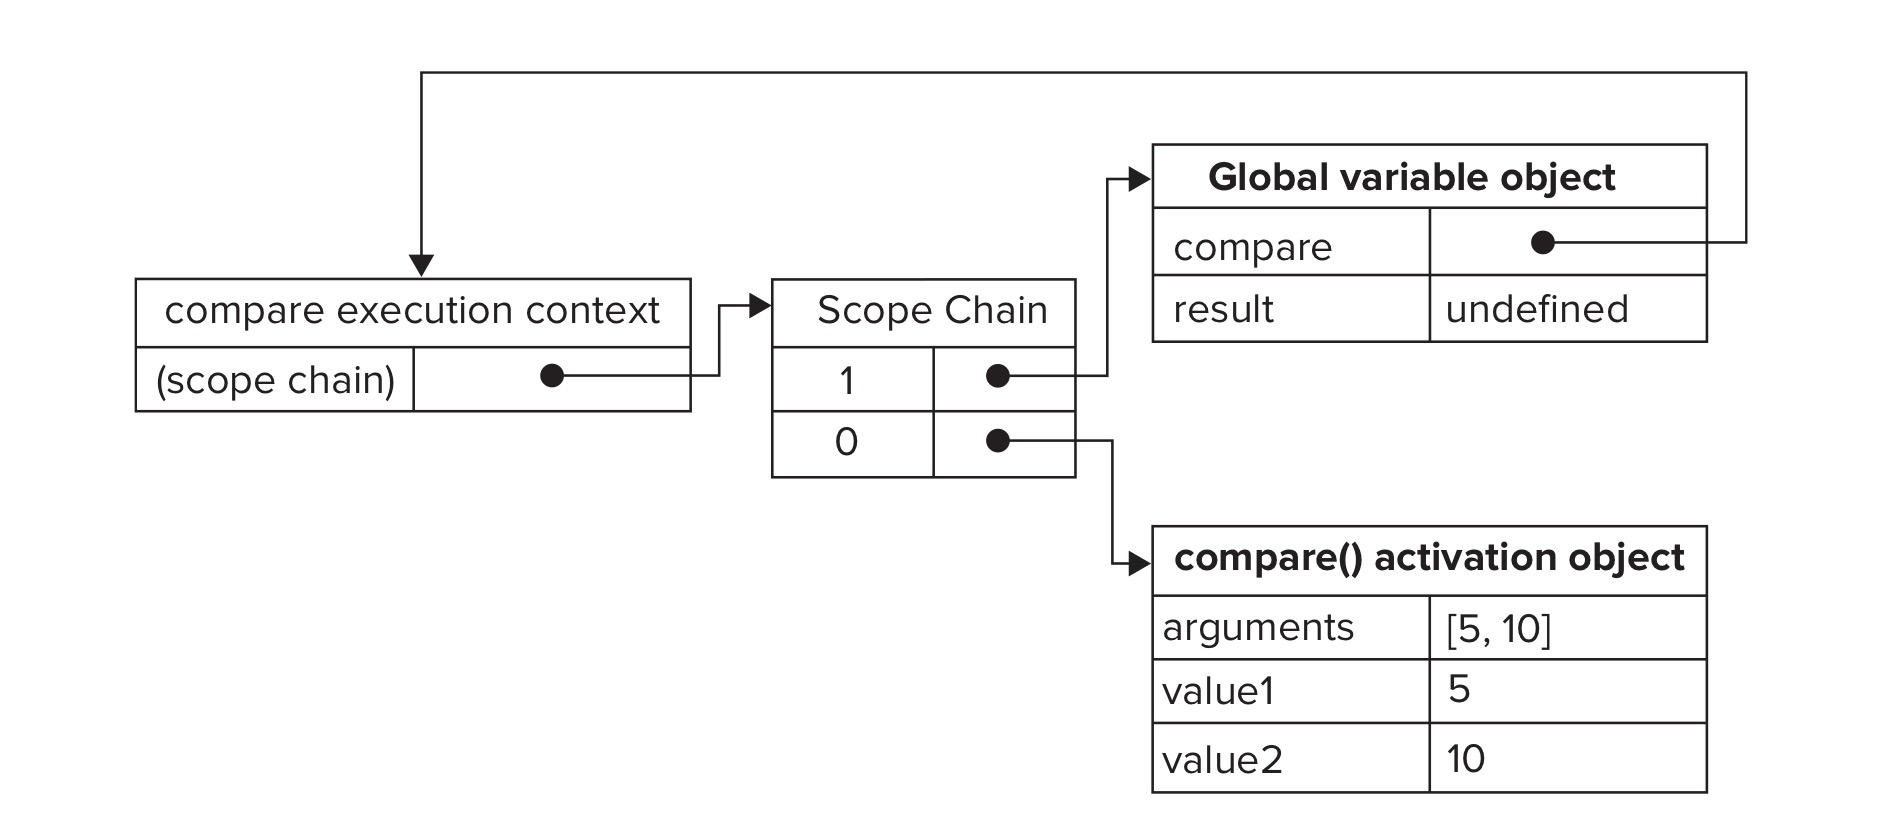 Global variable object
compare
result undefined
compare execution context
(scope chain)
Scope Chain
1
0
compare() activation object
arguments [5, 10]
value1 5
value2 10